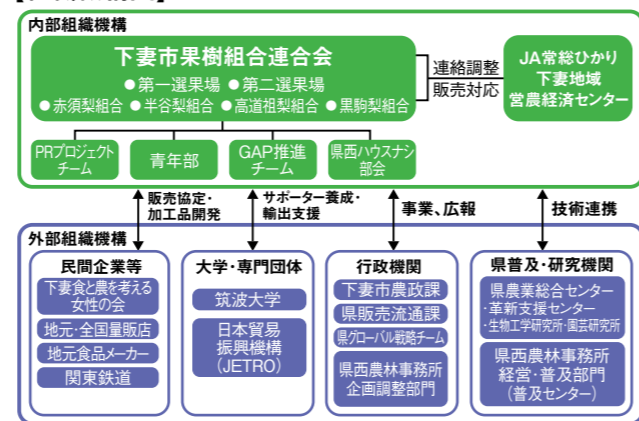 内部組織機構
下妻市果樹組合連合会
●第一選果場 ●第二選果場
●赤須梨組合 ●半谷梨組合 ●高道祖梨組合 ●黒駒梨組合
連絡調整
販売対応
JA常総ひかり
下妻地域
営農経済センター
PRプロジェクト
チーム
青年部
GAP推進
チーム
県西ハウスナシ
部会
販売協定・
加工品開発
サポーター養成・
輸出支援
事業、広報
技術連携
外部組織機構
民間企業等
下妻食と農を考える
女性の会
地元・全国量販店
地元食品メーカー
関東鉄道
大学・専門団体
筑波大学
日本貿易
振興機構
（JETRO）
行政機関
下妻市農政課
県販売流通課
県グローバル戦略チーム
県西農林事務所
企画調整部門
県普及・研究機関
県農業総合センター
・革新支援センター
・生物工学研究所・園芸研究所
県西農林事務所
経営・普及部門
（普及センター）